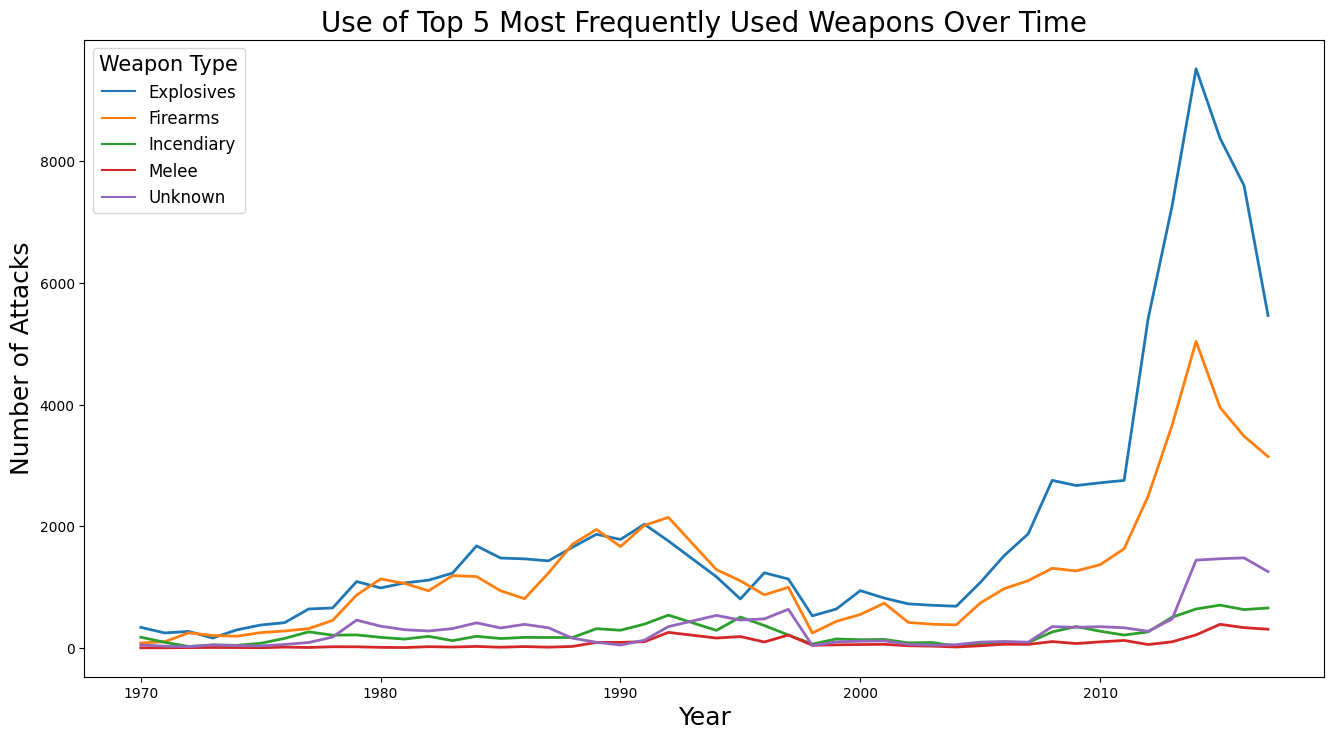 Use of Top 5 Most Frequently Used Weapons Over Time
Weapon Type
Explosives
Firearms
Incendiary
Melee
Unknown
Number of Attacks
8000
6000
4000
2000
0
1970
1980
1990
2000
2010
Year